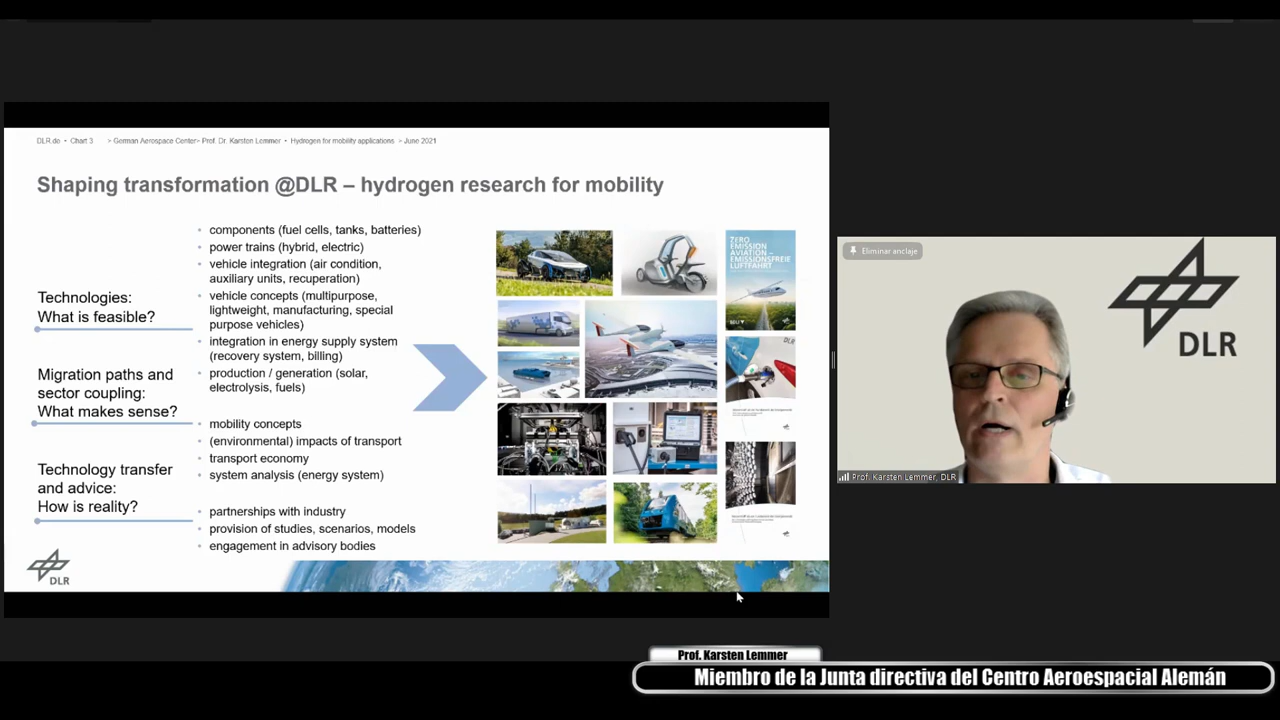 DLR.de • Chart 3 > German Aerospace Center> Prof. Dr. Karsten Lemmer • Hydrogen for mobility applications > June 2021
Shaping transformation @DLR – hydrogen research for mobility
Technologies:
What is feasible?
Migration paths and
sector coupling:
What makes sense?
Technology transfer
and advice:
How is reality?
• components (fuel cells, tanks, batteries)
• power trains (hybrid, electric)
• vehicle integration (air condition,
auxiliary units, recuperation)
• vehicle concepts (multipurpose,
lightweight, manufacturing, special
purpose vehicles)
• integration in energy supply system
(recovery system, billing)
• production / generation (solar,
electrolysis, fuels)
• mobility concepts
• (environmental) impacts of transport
• transport economy
• system analysis (energy system)
• partnerships with industry
• provision of studies, scenarios, models
• engagement in advisory bodies
ZERO
EMISSION
AVIATION –
EMISSIONSFREIE
LUFTFAHRT
DLR
DLR
Eliminar anclaje
DLR
Prof. Karsten Lemmer, DLR
Prof. Karsten Lemmer
Miembro de la Junta directiva del Centro Aeroespacial Alemán